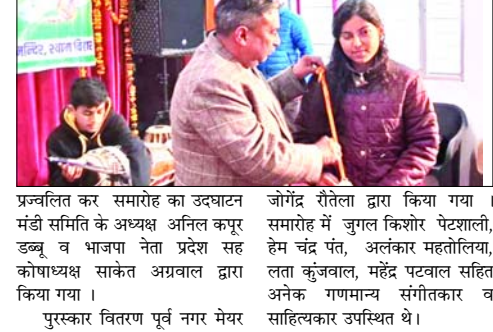 मन्दिर, स्वाम विहा
प्रज्वलित कर समारोह का उदघाटन
मंडी समिति के अध्यक्ष अनिल कपूर
डब्बू व भाजपा नेता प्रदेश सह
कोषाध्यक्ष साकेत अग्रवाल द्वारा
किया गया ।
पुरस्कार वितरण पूर्व नगर मेयर
जोगेंद्र रौतेला द्वारा किया गया ।
समारोह में जुगल किशोर पेटशाली,
हेम चंद्र पंत, अलंकार महतोलिया,
लता कुंजवाल, महेंद्र पटवाल सहित
अनेक गणमान्य संगीतकार व
साहित्यकार उपस्थित थे।